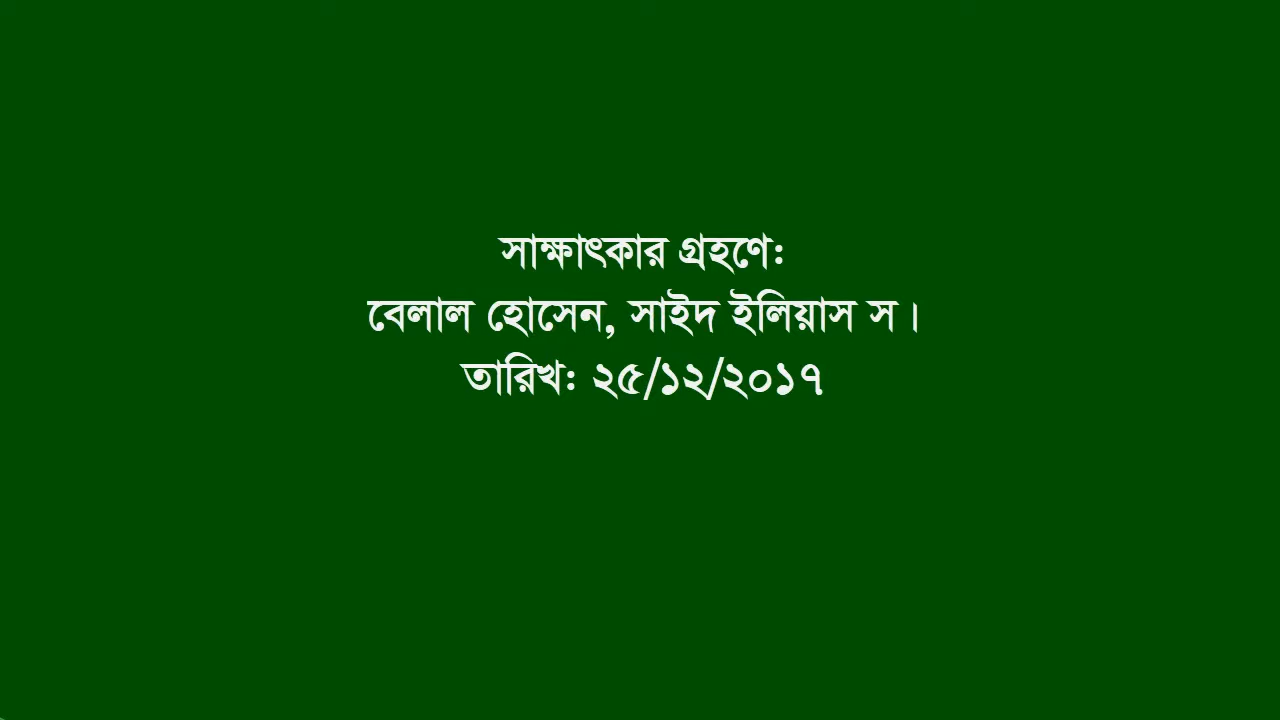 সাক্ষাৎকার গ্রহণে:
বেলাল হোসেন, সাইদ ইলিয়াস স।
তারিখ: ২৫/১২/২০১৭